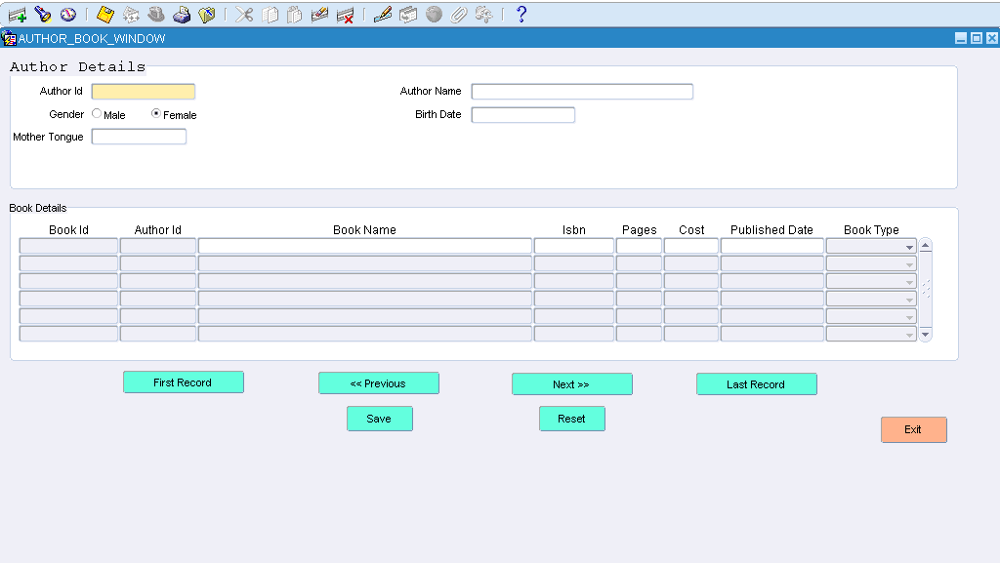 ?
AUTHOR_BOOK_WINDOW
Author Details
Author Id Author Name
Gender Male Female Birth Date
Mother Tongue
Book Details
Book Id Author Id Book Name Isbn Pages Cost Published Date Book Type
First Record << Previous Next >> Last Record
Save Reset
Exit